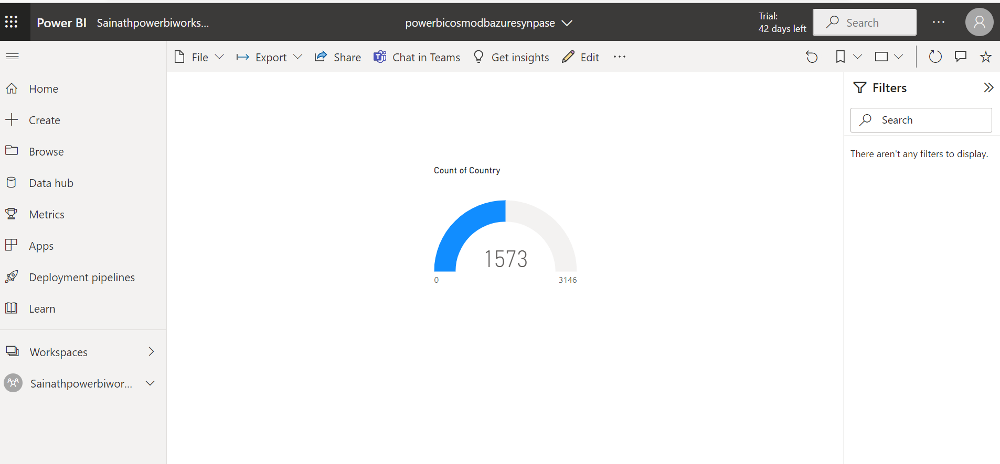 Power BI Sainathpowerbiworks...
powerbicosmodbazuresynpase
Trial:
42 days left
Search
File
Export
Share
Chat in Teams
Get insights
Edit
Home
Create
Browse
Data hub
Metrics
Apps
Deployment pipelines
Learn
Workspaces
Sainathpowerbiwor...
Count of Country
1573
0
3146
Filters
Search
There aren't any filters to display.